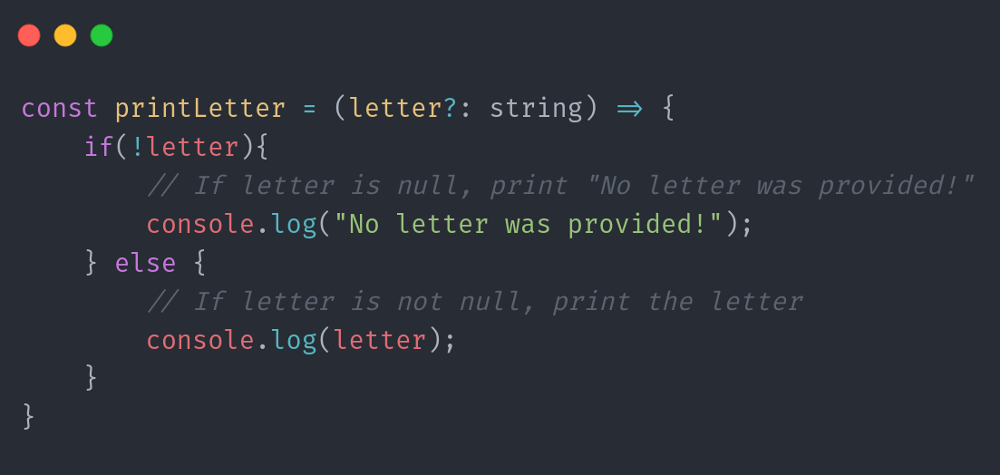 const printLetter = (letter?: string) => {
    if(!letter){
        // If letter is null, print "No letter was provided!"
        console.log("No letter was provided!");
    } else {
        // If letter is not null, print the letter
        console.log(letter);
    }
}